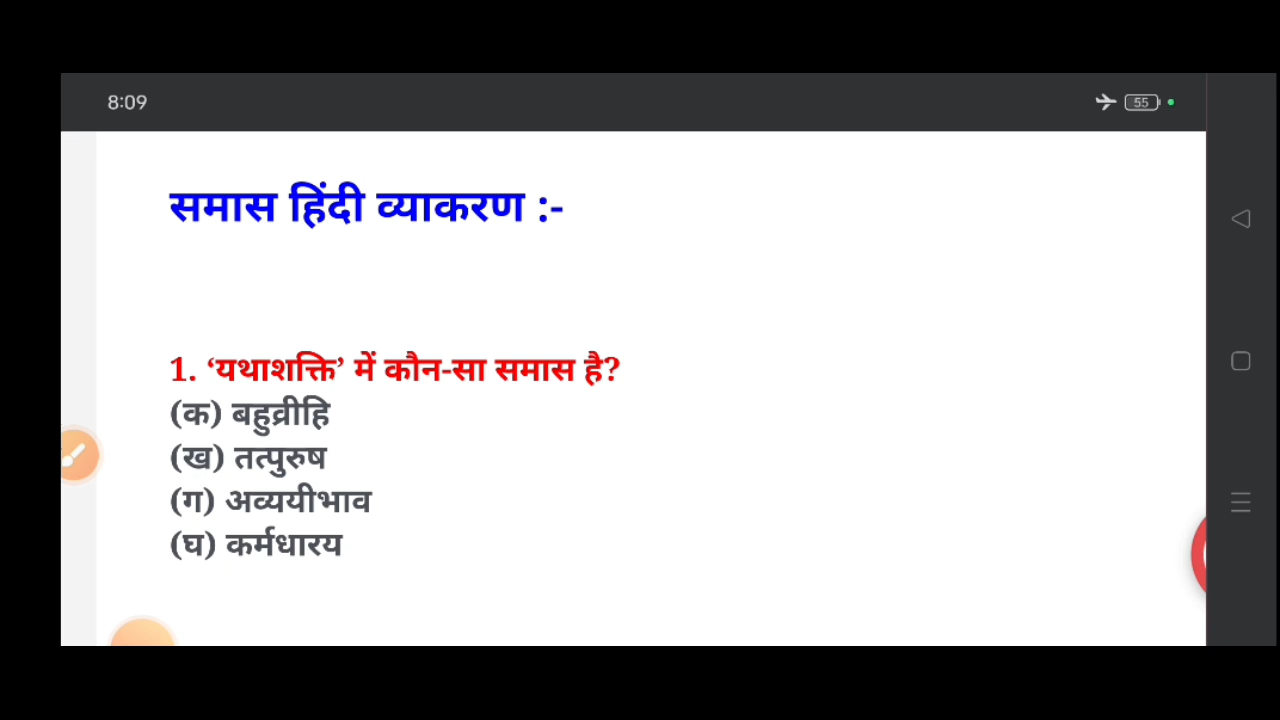 8:09
55
समास हिंदी व्याकरण :-
1. ‘यथाशक्ति’ में कौन-सा समास है?
(क) बहुव्रीहि
(ख) तत्पुरुष
(ग) अव्ययीभाव
(घ) कर्मधारय